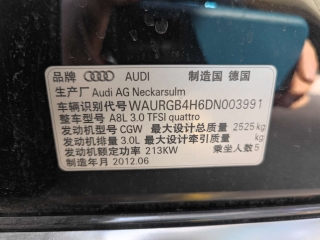 品牌 AUDI 制造国 德国
生产厂 Audi AG Neckarsulm
车辆识别代号 WAURGB4H6DN003991
整车型号 A8L 3.0 TFSI quattro
发动机型号 CGW 最大设计总质量 2525 kg
发动机排量 3.0L 最大设计牵引质量 kg
发动机额定功率 213KW 乘坐人数 5
制造年月 2012.06